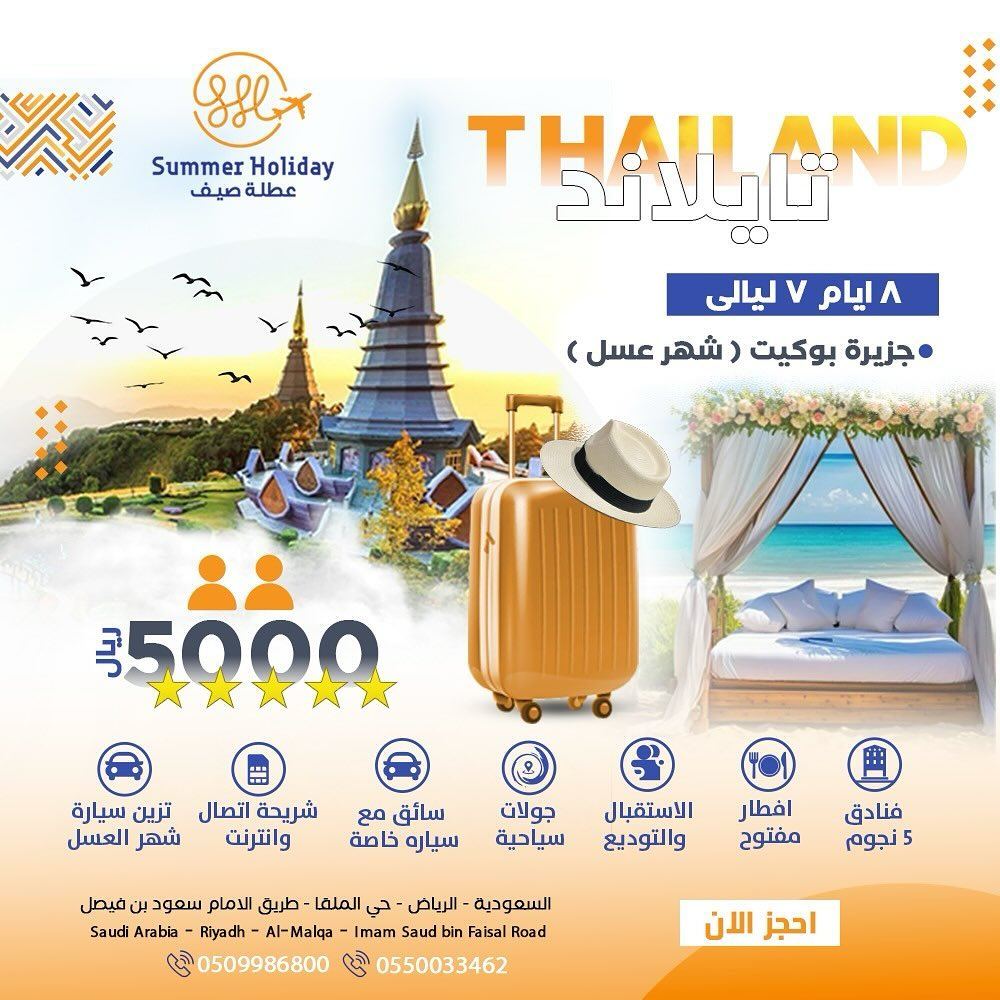 Summer Holiday
عطلة صيف
THAILAND
تايلاند
٨ ايام ٧ ليالى
جزيرة بوكيت ( شهر عسل )
5000 ريال
فنادق
5 نجوم
افطار
مفتوح
الاستقبال
والتوديع
جولات
سياحية
سائق مع
سياره خاصة
شريحة اتصال
وانترنت
تزين سيارة
شهر العسل
السعودية - الرياض - حي الملقا - طريق الامام سعود بن فيصل
Saudi Arabia - Riyadh - Al-Malqa - Imam Saud bin Faisal Road
0509986800 0550033462
احجز الان